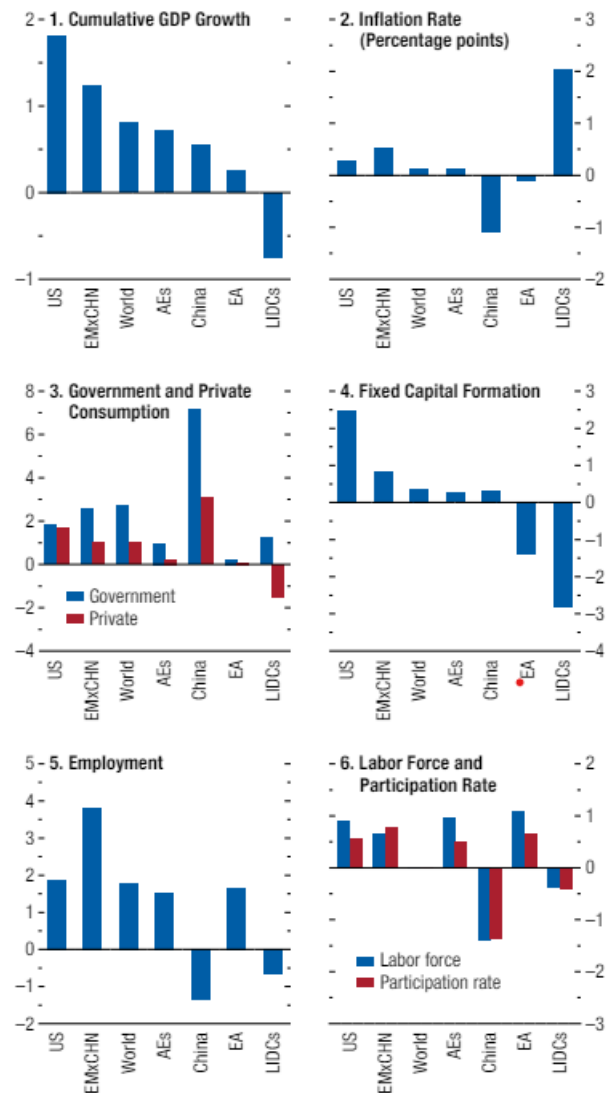 1. Cumulative GDP Growth
2
1
0
–1
US
EMxCHN
World
AEs
China
EA
LIDCs
2. Inflation Rate
(Percentage points)
3
2
1
0
–1
–2
US
EMxCHN
World
AEs
China
EA
LIDCs
3. Government and Private
Consumption
8
6
4
2
0
–2
–4
Government
Private
US
EMxCHN
World
AEs
China
EA
LIDCs
4. Fixed Capital Formation
3
2
1
0
–1
–2
–3
–4
US
EMxCHN
World
AEs
China
EA
LIDCs
5. Employment
5
4
3
2
1
0
–1
–2
US
EMxCHN
World
AEs
China
EA
LIDCs
6. Labor Force and
Participation Rate
2
1
0
–1
–2
–3
Labor force
Participation rate
US
EMxCHN
World
AEs
China
EA
LIDCs